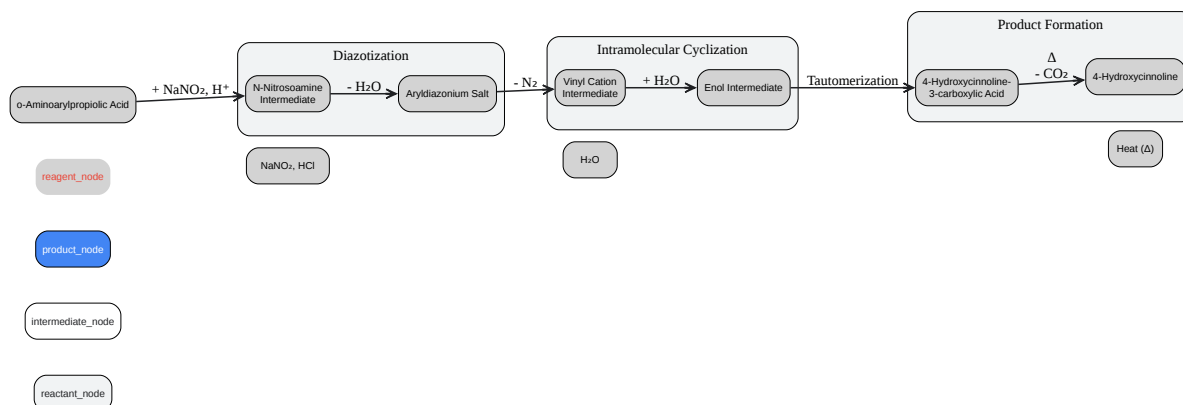 Product Formation
Diazotization
Intramolecular Cyclization
o-Aminoarylpropiolic Acid
+ NaNO₂, H⁺
N-Nitrosoamine
Intermediate
- H₂O
Aryldiazonium Salt
- N₂
Vinyl Cation
Intermediate
+ H₂O
Enol Intermediate
Tautomerization
4-Hydroxycinnoline-
3-carboxylic Acid
Δ
- CO₂
4-Hydroxycinnoline
NaNO₂, HCl
H₂O
Heat (Δ)
reagent_node
product_node
intermediate_node
reactant_node